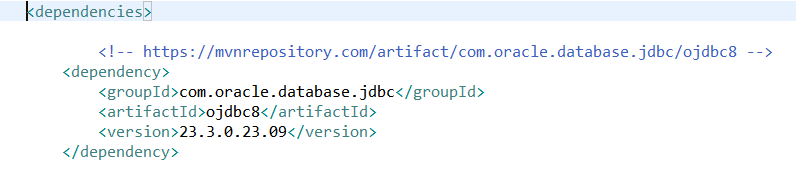 <dependencies>
<!-- https://mvnrepository.com/artifact/com.oracle.database.jdbc/ojdbc8 -->
<dependency>
<groupId>com.oracle.database.jdbc</groupId>
<artifactId>ojdbc8</artifactId>
<version>23.3.0.23.09</version>
</dependency>